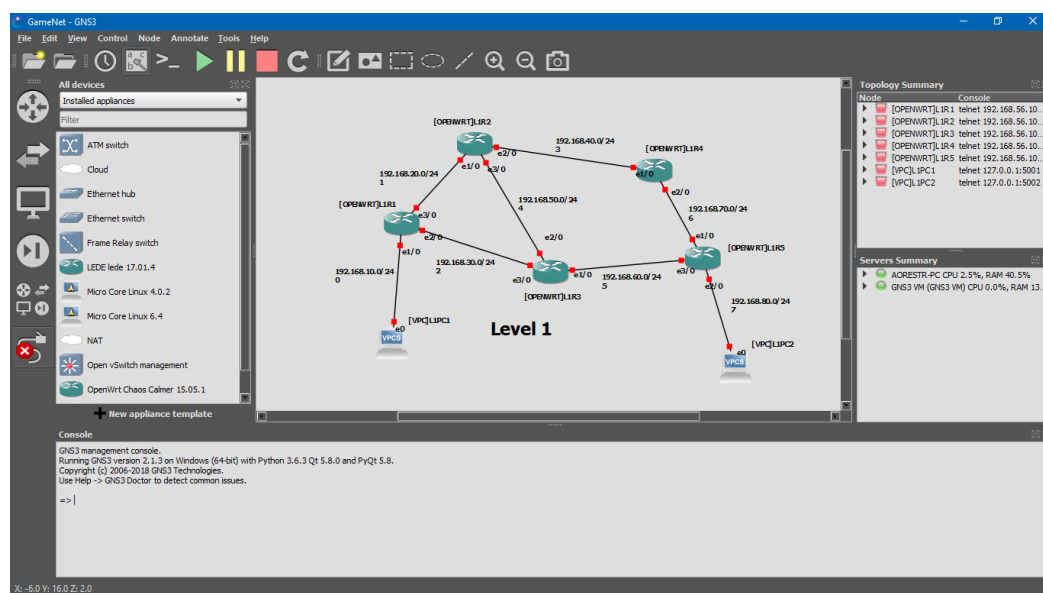 GameNet - GNS3
File Edit View Control Node Annotate Tools Help
All devices
Installed appliances
Filter
ATM switch
Cloud
Ethernet hub
Ethernet switch
Frame Relay switch
LEDE lede 17.01.4
Micro Core Linux 4.0.2
Micro Core Linux 6.4
NAT
Open vSwitch management
OpenWrt Chaos Calmer 15.05.1
New appliance template
[OPENWRT]L1R2
e2/0
e1/0
e3/0
192.168.40.0/24
3
[OPENWRT]L1R4
e1/0
e2/0
192.168.20.0/24
1
192.168.50.0/24
4
192.168.70.0/24
6
[OPENWRT]L1R1
e3/0
e2/0
e1/0
e2/0
e1/0
[OPENWRT]L1R5
192.168.10.0/24
0
192.168.30.0/24
2
e3/0
e1/0
192.168.60.0/24
5
e3/0
e2/0
[OPENWRT]L1R3
192.168.80.0/24
7
[VPC]L1PC1
e0
VPCS
Level 1
[VPC]L1PC2
e0
VPCS
Topology Summary
Node Console
[OPENWRT]L1R1 telnet 192.168.56.10...
[OPENWRT]L1R2 telnet 192.168.56.10...
[OPENWRT]L1R3 telnet 192.168.56.10...
[OPENWRT]L1R4 telnet 192.168.56.10...
[OPENWRT]L1R5 telnet 192.168.56.10...
[VPC]L1PC1 telnet 127.0.0.1:5001
[VPC]L1PC2 telnet 127.0.0.1:5002
Servers Summary
AORESTR-PC CPU 2.5%, RAM 40.5%
GNS3 VM (GNS3 VM) CPU 0.0%, RAM 13...
Console
GNS3 management console.
Running GNS3 version 2.1.3 on Windows (64-bit) with Python 3.6.3 Qt 5.8.0 and PyQt 5.8.
Copyright (c) 2006-2018 GNS3 Technologies.
Use Help -> GNS3 Doctor to detect common issues.
=>
X: -6.0 Y: 16.0 Z: 2.0